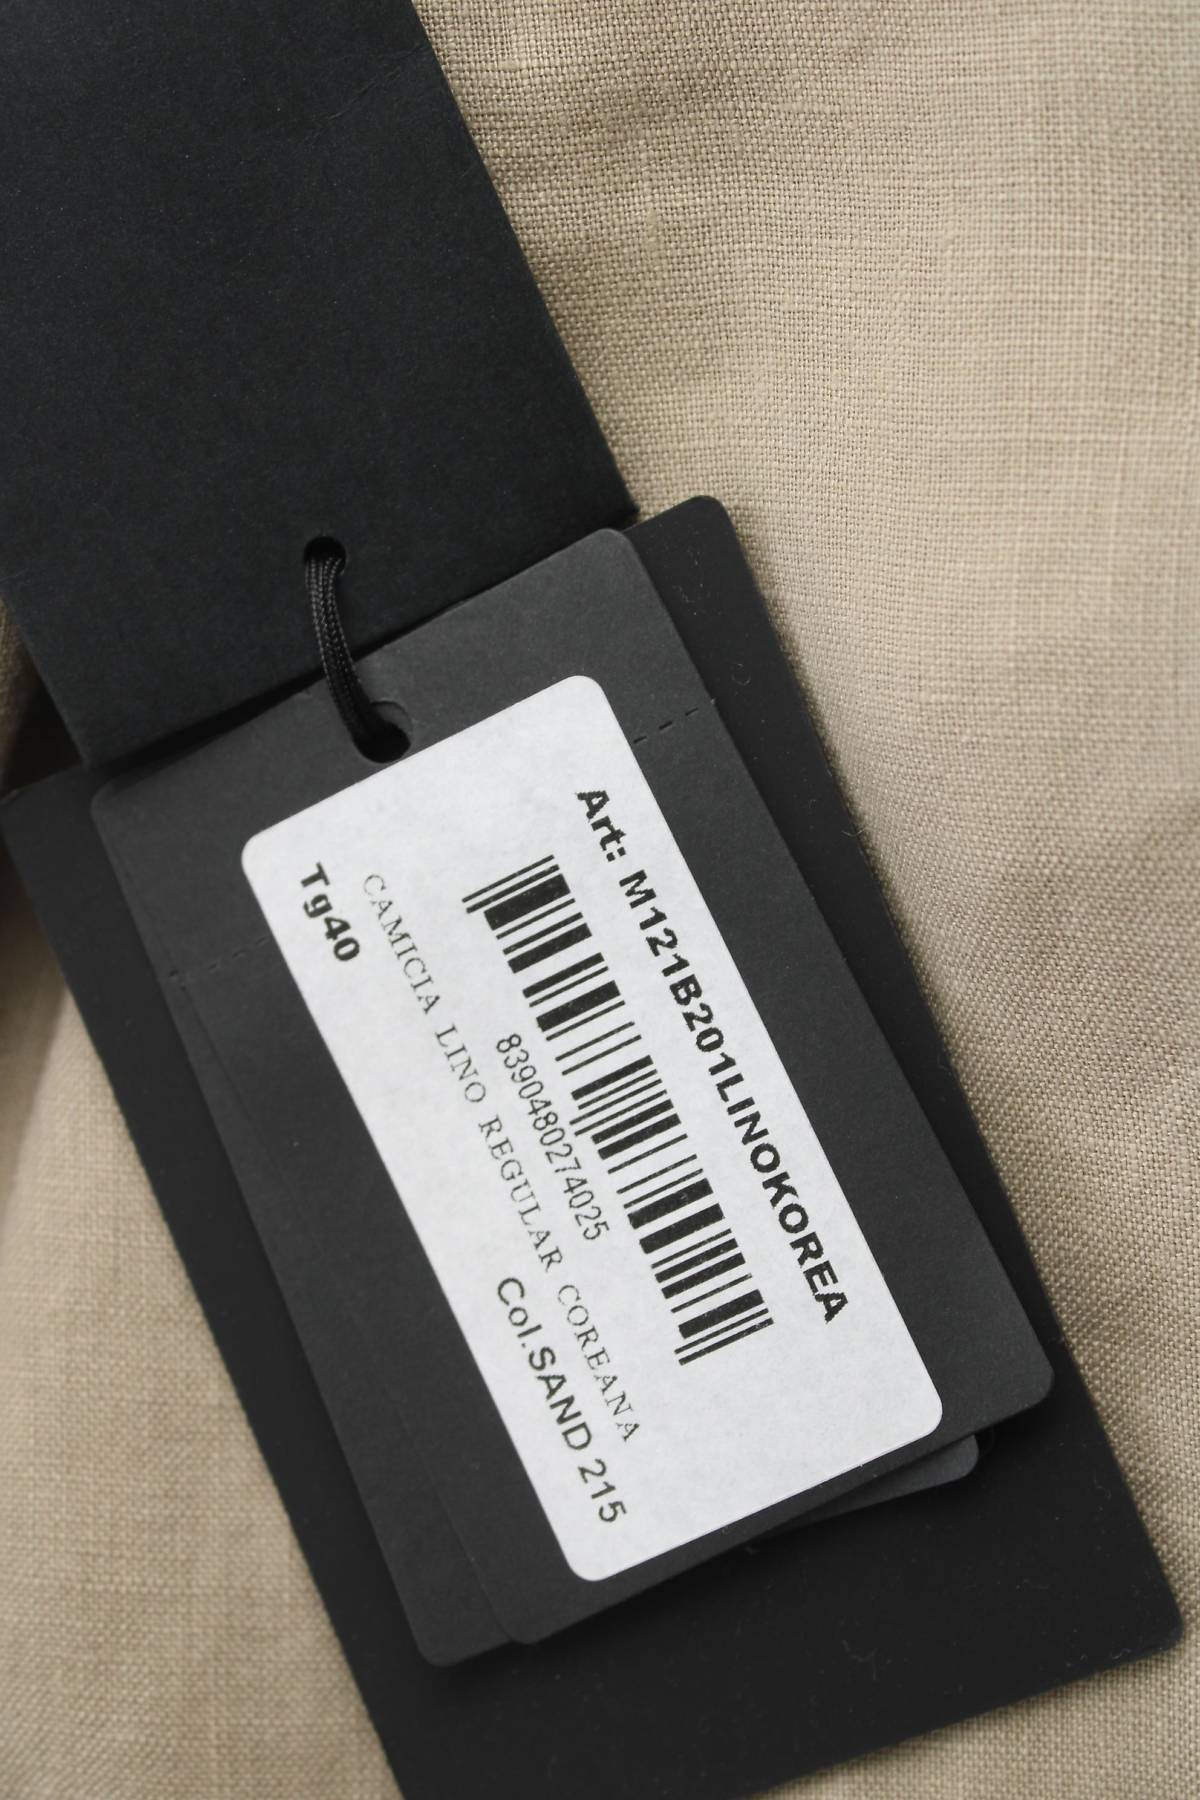 Art: M121B201LINOKOREA
8390480274025
CAMICIA LINO REGULAR COREANA
Tg40 Col.SAND 215